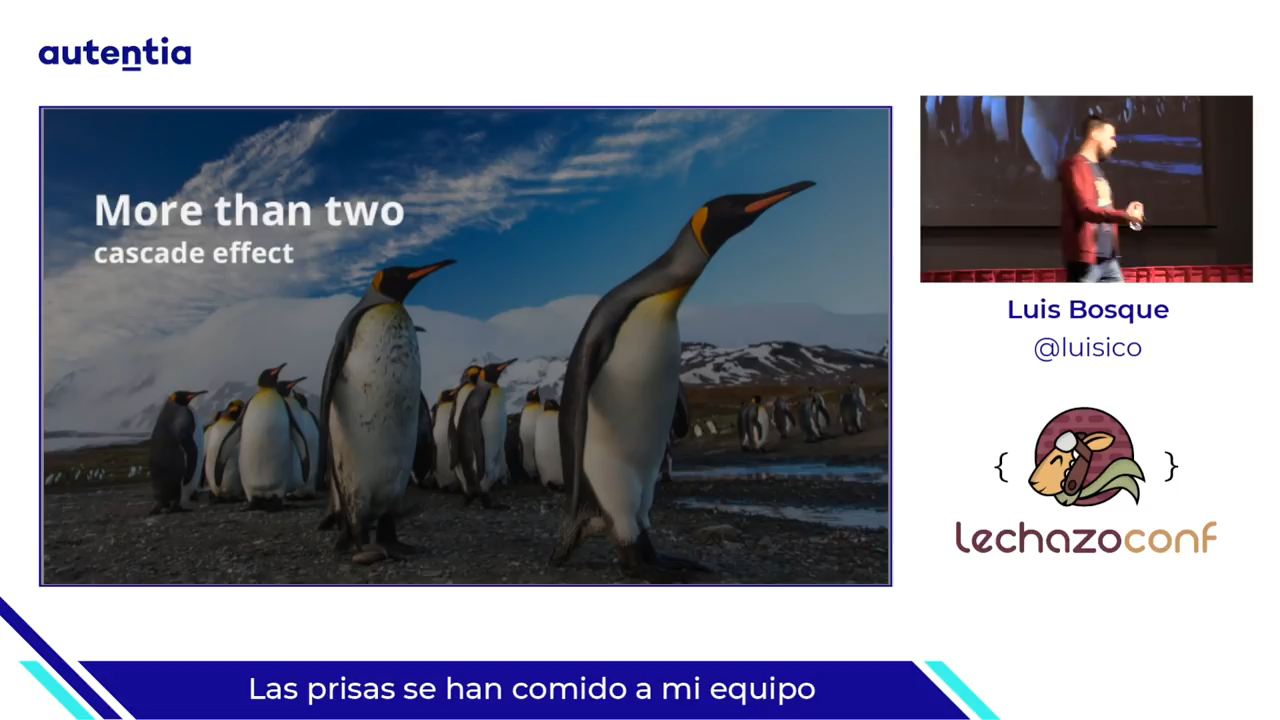 autentia
More than two
cascade effect
Luis Bosque
@luisico
{ }
lechazoconf
Las prisas se han comido a mi equipo